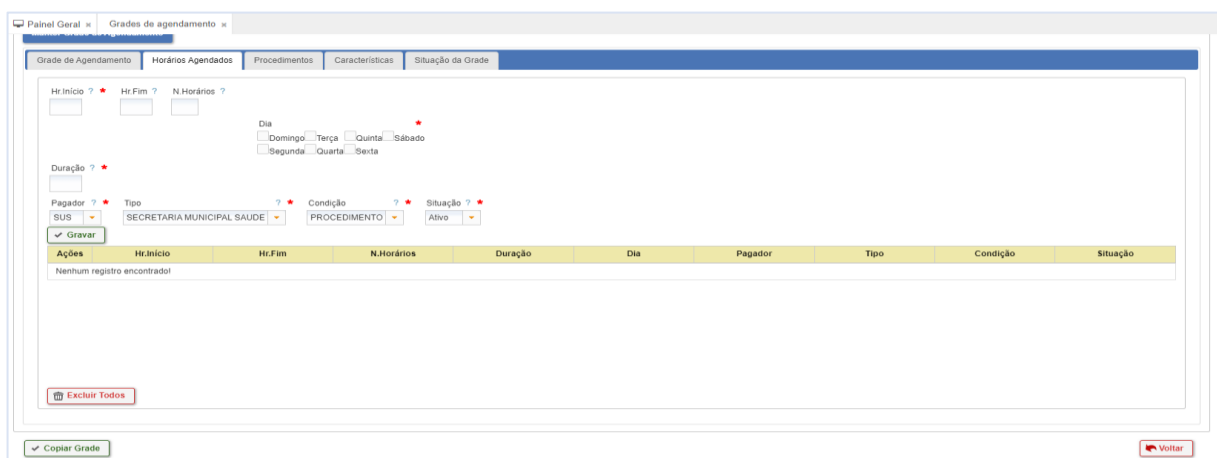 Painel Geral × Grades de agendamento ×
Grade de Agendamento Horários Agendados Procedimentos Características Situação da Grade
Hr.Início ? * Hr.Fim ? N.Horários ?
Dia *
Domingo Terça Quinta Sábado
Segunda Quarta Sexta
Duração ? *
Pagador ? * Tipo ? * Condição ? * Situação ? *
SUS SECRETARIA MUNICIPAL SAUDE PROCEDIMENTO Ativo
Gravar
Ações Hr.Início Hr.Fim N.Horários Duração Dia Pagador Tipo Condição Situação
Nenhum registro encontrado!
Excluir Todos
Copiar Grade Voltar